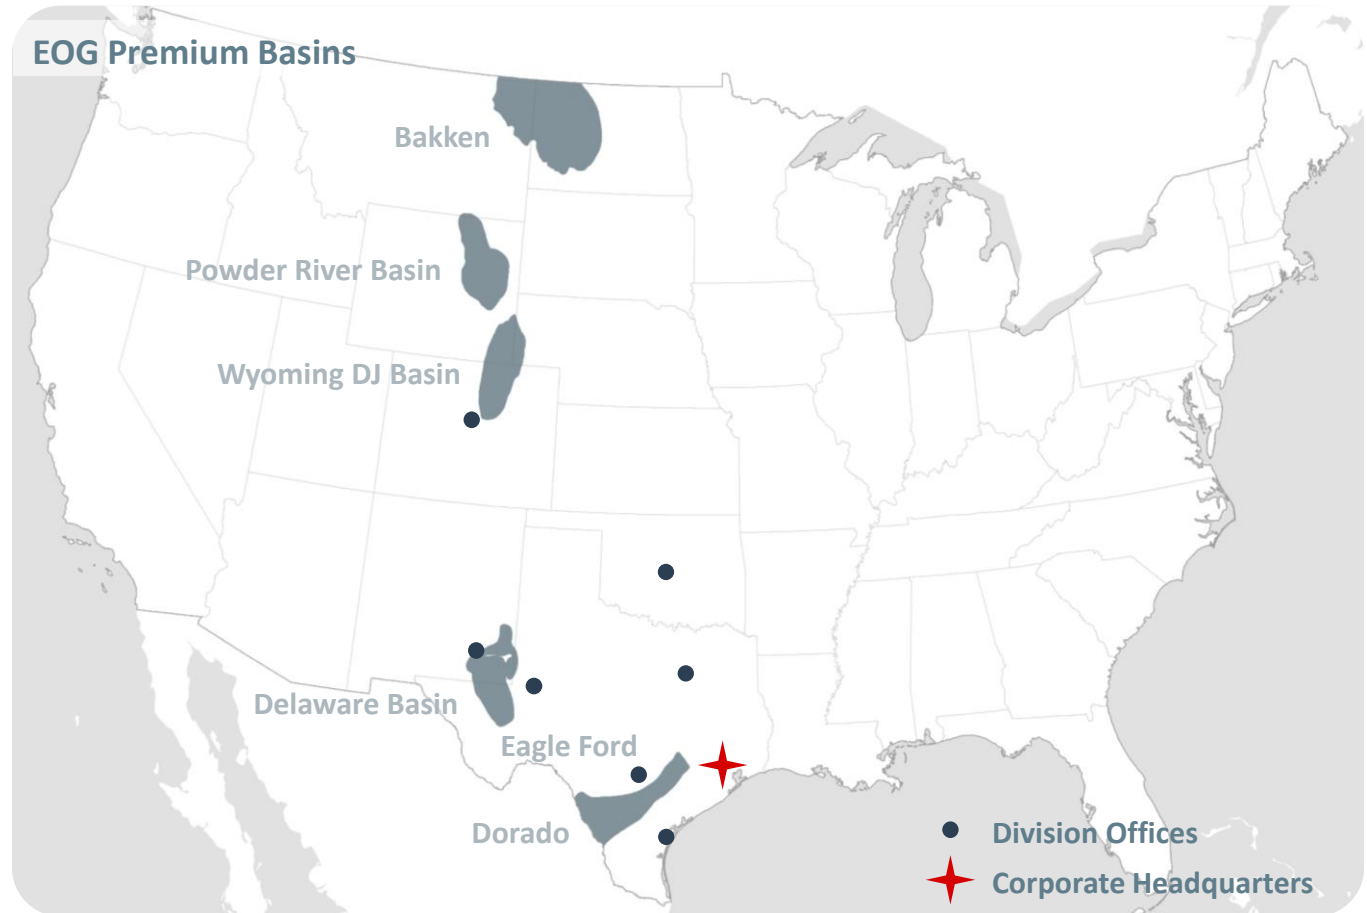 EOG Premium Basins
Bakken
Powder River Basin
Wyoming DJ Basin
Delaware Basin
Eagle Ford
Dorado
Division Offices
Corporate Headquarters